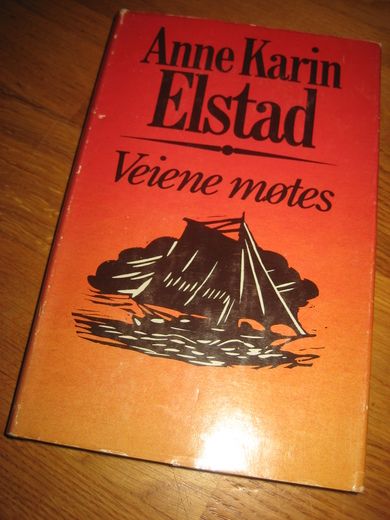 Anne Karin
Elstad
Veiene møtes